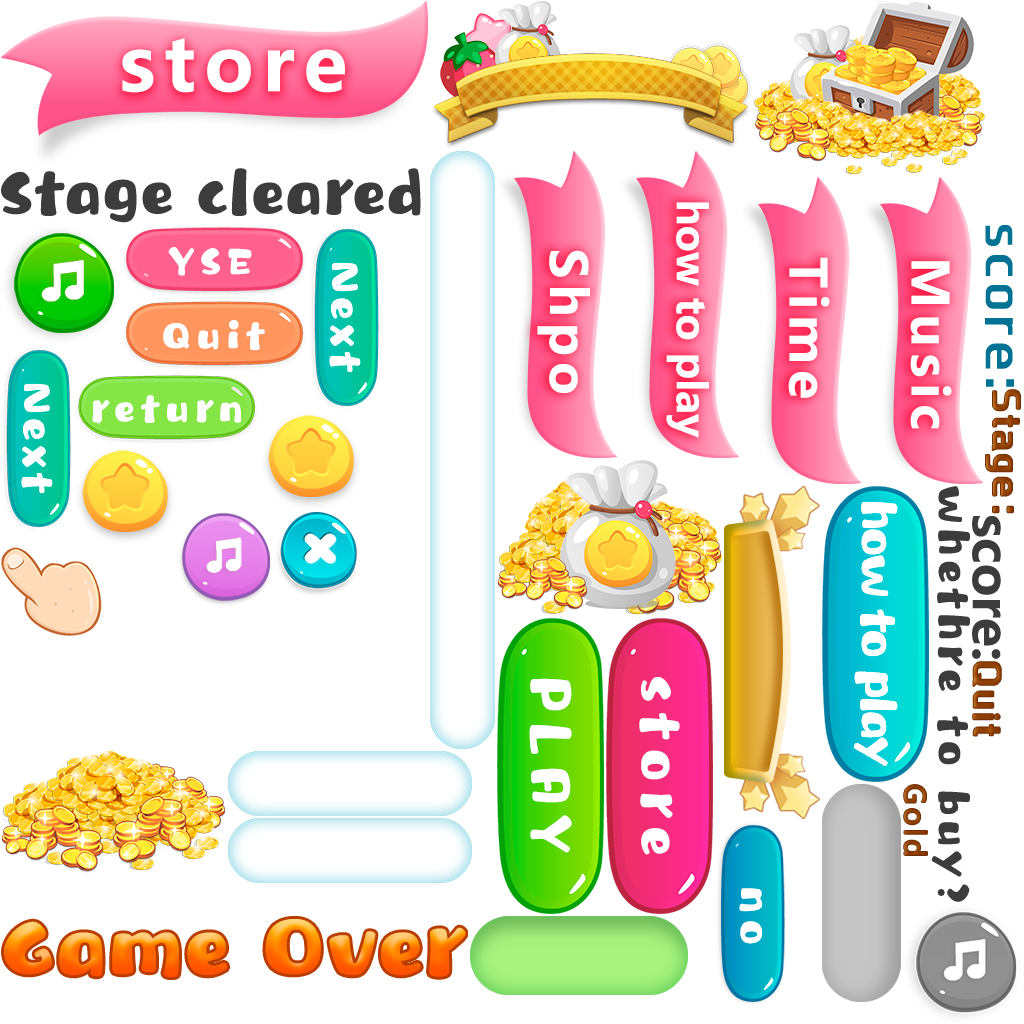 store
Stage cleared
YSE
Next
Quit
Next
return
Shpo
how to play
Time
Music
score:
Stage:
score:
Quit
whethre to buy?
how to play
PLAY
store
Gold
no
Game Over